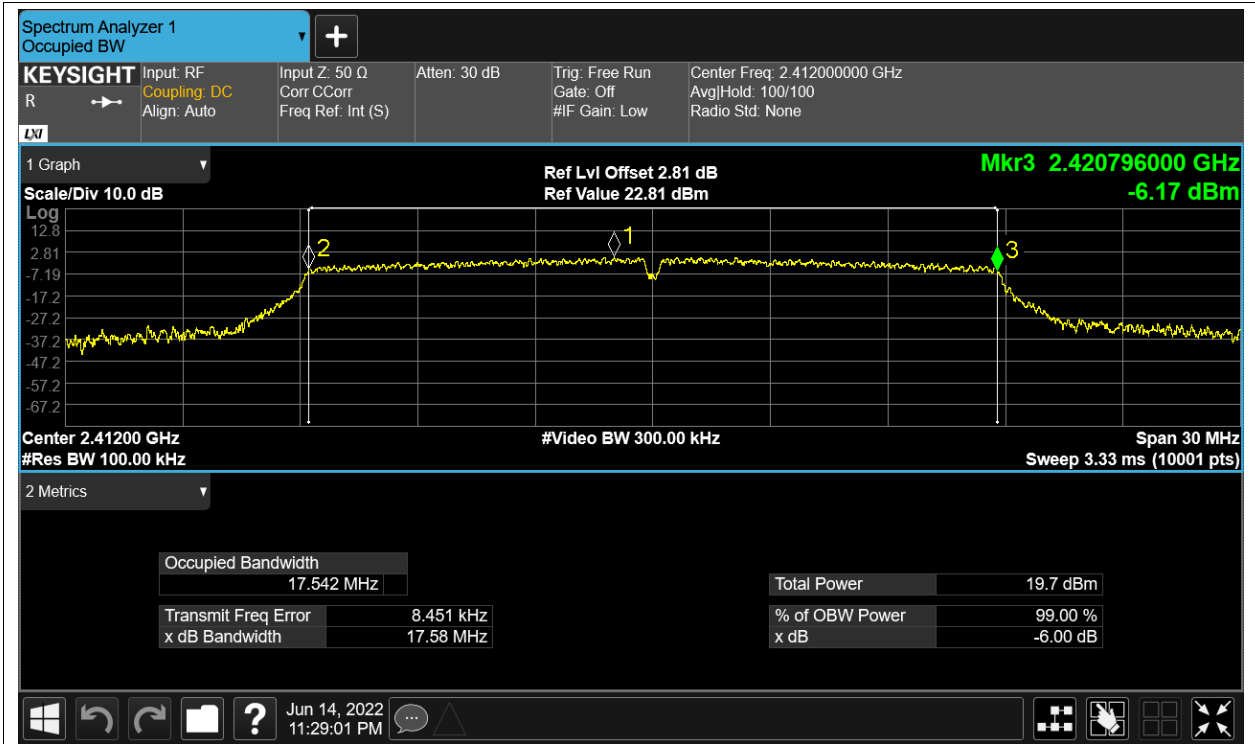 Spectrum Analyzer 1
Occupied BW
KEYSIGHT
R
LXI
Input: RF
Coupling: DC
Align: Auto
Input Z: 50 Ω
Corr CCorr
Freq Ref: Int (S)
Atten: 30 dB
Trig: Free Run
Gate: Off
#IF Gain: Low
Center Freq: 2.412000000 GHz
Avg|Hold: 100/100
Radio Std: None
1 Graph
Scale/Div 10.0 dB
Ref Lvl Offset 2.81 dB
Ref Value 22.81 dBm
Mkr3 2.420796000 GHz
-6.17 dBm
Log
12.8
2.81
-7.19
-17.2
-27.2
-37.2
-47.2
-57.2
-67.2
2
1
3
Center 2.41200 GHz
#Res BW 100.00 kHz
#Video BW 300.00 kHz
Span 30 MHz
Sweep 3.33 ms (10001 pts)
2 Metrics
Occupied Bandwidth
17.542 MHz
Transmit Freq Error 8.451 kHz
x dB Bandwidth 17.58 MHz
Total Power 19.7 dBm
% of OBW Power 99.00 %
x dB -6.00 dB
?
Jun 14, 2022
11:29:01 PM